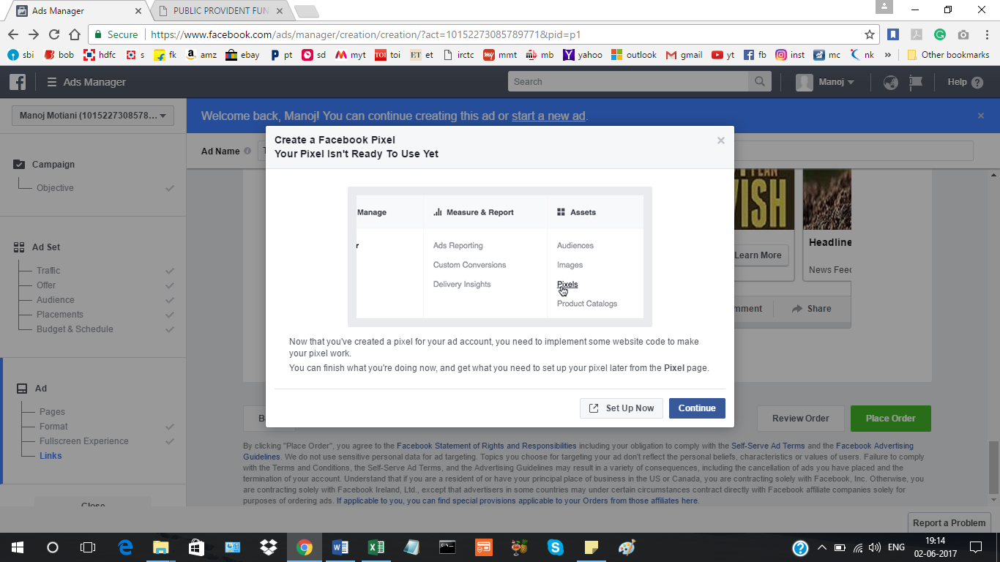 Ads Manager
PUBLIC PROVIDENT FUN
Secure
https://www.facebook.com/ads/manager/creation/creation/?act=10152273085789771&pid=p1
sbi bob hdfc s fk amz ebay pt sd myt toi et irctc mmt mb yahoo outlook gmail yt fb inst mc nk » Other bookmarks
Ads Manager
Search
Manoj
Help
Manoj Motiani (1015227308578...
Welcome back, Manoj! You can continue creating this ad or start a new ad.
Ad Name
Campaign
Objective
Ad Set
Traffic
Offer
Audience
Placements
Budget & Schedule
Ad
Pages
Format
Fullscreen Experience
Links
Close
Create a Facebook Pixel
Your Pixel Isn't Ready To Use Yet
Manage
Measure & Report
Assets
r
Ads Reporting
Audiences
Custom Conversions
Images
Delivery Insights
Pixels
Product Catalogs
Now that you've created a pixel for your ad account, you need to implement some website code to make
your pixel work.
You can finish what you're doing now, and get what you need to set up your pixel later from the Pixel page.
Set Up Now
Continue
WISH
Learn More
Headline
News Feed
mment
Share
B
Review Order
Place Order
By clicking "Place Order", you agree to the Facebook Statement of Rights and Responsibilities including your obligation to comply with the Self-Serve Ad Terms and the Facebook Advertising
Guidelines. We do not use sensitive personal data for ad targeting. Topics you choose for targeting your ad don't reflect the personal beliefs, characteristics or values of users. Failure to comply
with the Terms and Conditions, the Self-Serve Ad Terms, and the Advertising Guidelines may result in a variety of consequences, including the cancellation of ads you have placed and the
termination of your account. Understand that if you are a resident of or have your principal place of business in the US or Canada, you are contracting solely with Facebook, Inc. Otherwise, you
are contracting solely with Facebook Ireland, Ltd., except that advertisers in some countries may under certain circumstances contract directly with Facebook affiliate companies solely for
purposes of ordering ads. If applicable to you, you can find special provisions applicable to your Orders from those affiliates here.
Report a Problem
ENG
19:14
02-06-2017